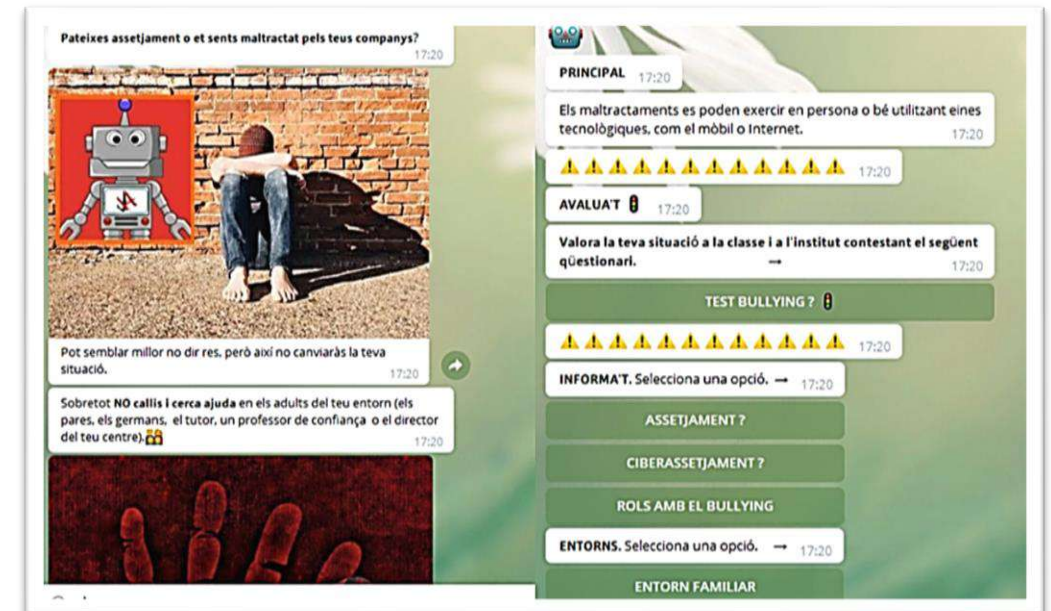 Pateixes assetjament o et sents maltractat pels teus companys?
17:20
Pot semblar millor no dir res, però així no canviaràs la teva
situació.
17:20
Sobretot NO callis i cerca ajuda en els adults del teu entorn (els
pares, els germans, el tutor, un professor de confiança o el director
del teu centre).
17:20
PRINCIPAL 17:20
Els maltractaments es poden exercir en persona o bé utilitzant eines
tecnològiques, com el mòbil o Internet.
17:20
17:20
AVALUA'T 17:20
Valora la teva situació a la classe i a l'institut contestant el següent
qüestionari. →
17:20
TEST BULLYING ?
17:20
INFORMA'T. Selecciona una opció. → 17:20
ASSETJAMENT ?
CIBERASSETJAMENT ?
ROLS AMB EL BULLYING
ENTORNS. Selecciona una opció. → 17:20
ENTORN FAMILIAR